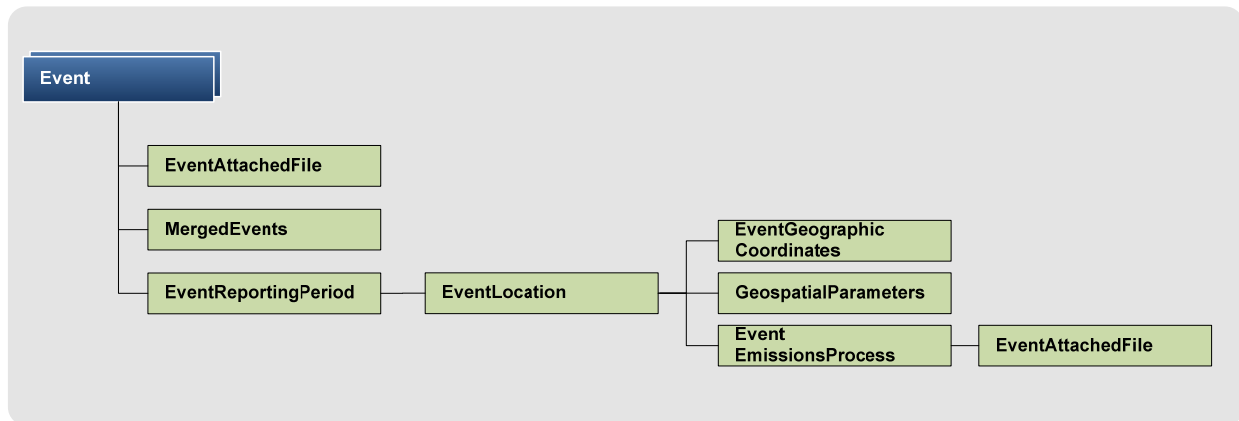 Event
EventAttachedFile
MergedEvents
EventReportingPeriod
EventLocation
EventGeographic
Coordinates
GeospatialParameters
Event
EmissionsProcess
EventAttachedFile